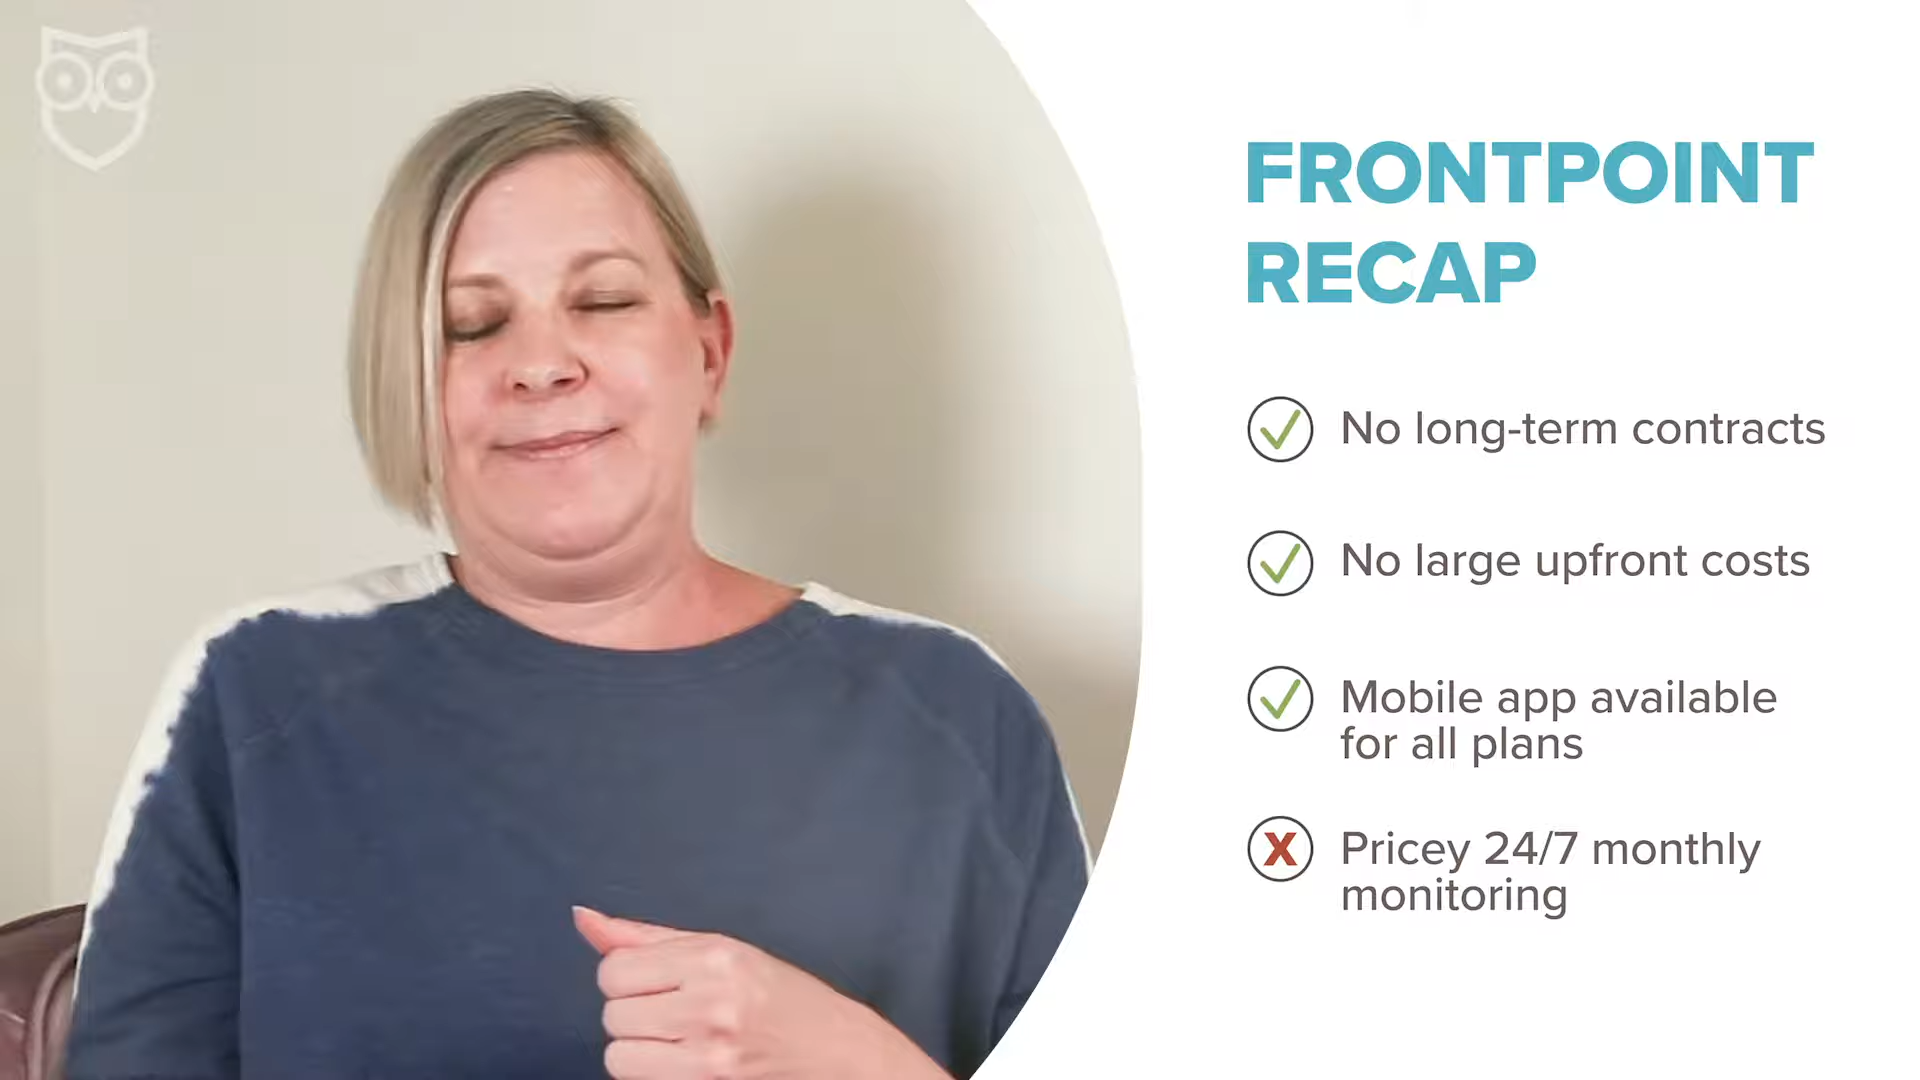 FRONTPOINT
RECAP
No long-term contracts
No large upfront costs
Mobile app available
for all plans
X Pricey 24/7 monthly
monitoring